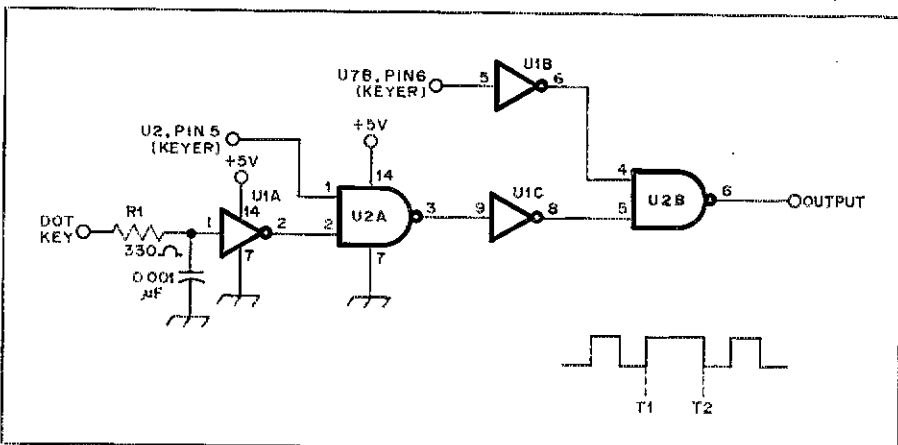 U1B
U7B, PIN6
(KEYER)
5
6
U2, PIN 5
(KEYER)
+5V
+5V
14
1
U1A
14
DOT
KEY
R1
330Ω
1
2
7
2
U2A
3
7
0.001
µF
9
U1C
8
4
5
U2B
6
OUTPUT
T1
T2